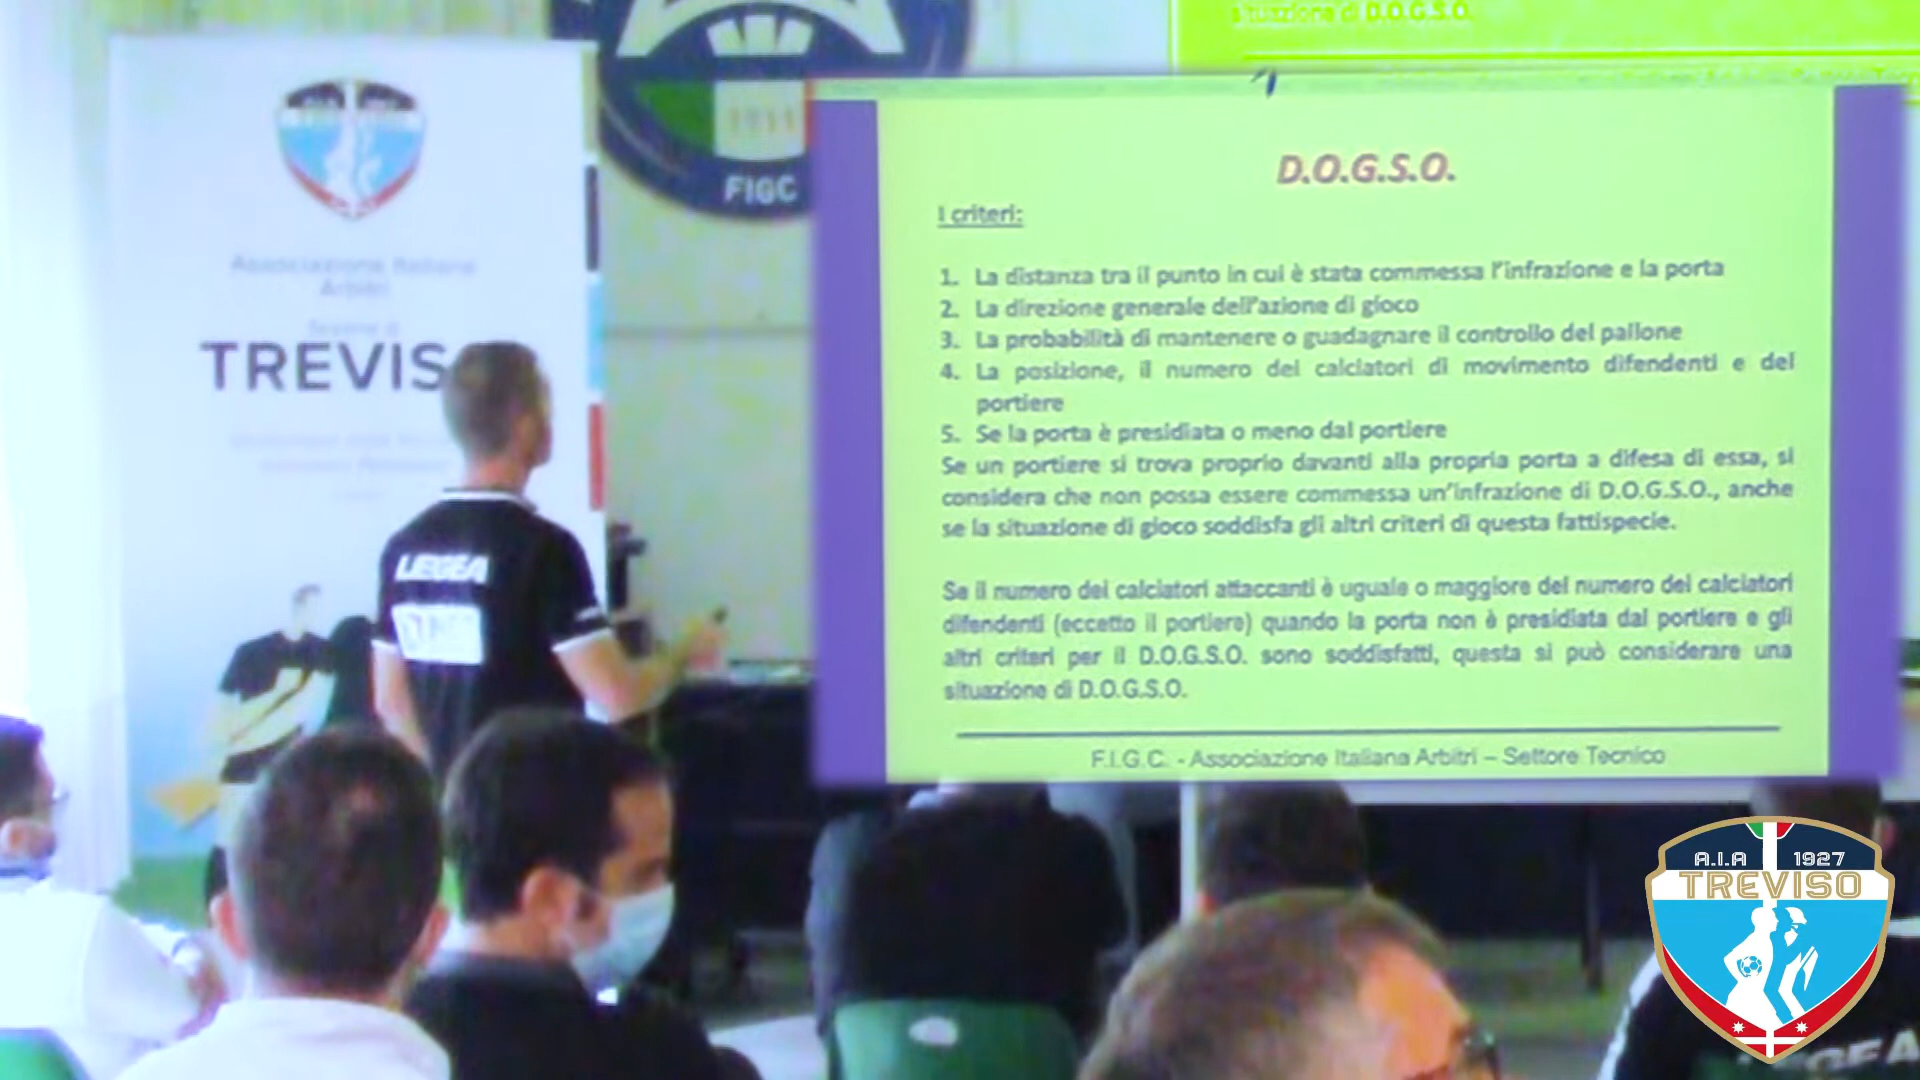 situazione di D.O.G.S.O.
Associazione Italiana
Arbitri
TREVISO
FIGC
LEGEA
D.O.G.S.O.
I criteri:
1. La distanza tra il punto in cui è stata commessa l'infrazione e la porta
2. La direzione generale dell'azione di gioco
3. La probabilità di mantenere o guadagnare il controllo del pallone
4. La posizione, il numero dei calciatori di movimento difendenti e del
portiere
5. Se la porta è presidiata o meno dal portiere
Se un portiere si trova proprio davanti alla propria porta a difesa di essa, si
considera che non possa essere commessa un'infrazione di D.O.G.S.O., anche
se la situazione di gioco soddisfa gli altri criteri di questa fattispecie.
Se il numero dei calciatori attaccanti è uguale o maggiore del numero dei calciatori
difendenti (eccetto il portiere) quando la porta non è presidiata dal portiere e gli
altri criteri per il D.O.G.S.O. sono soddisfatti, questa si può considerare una
situazione di D.O.G.S.O.
F.I.G.C. - Associazione Italiana Arbitri – Settore Tecnico
A.I.A 1927
TREVISO